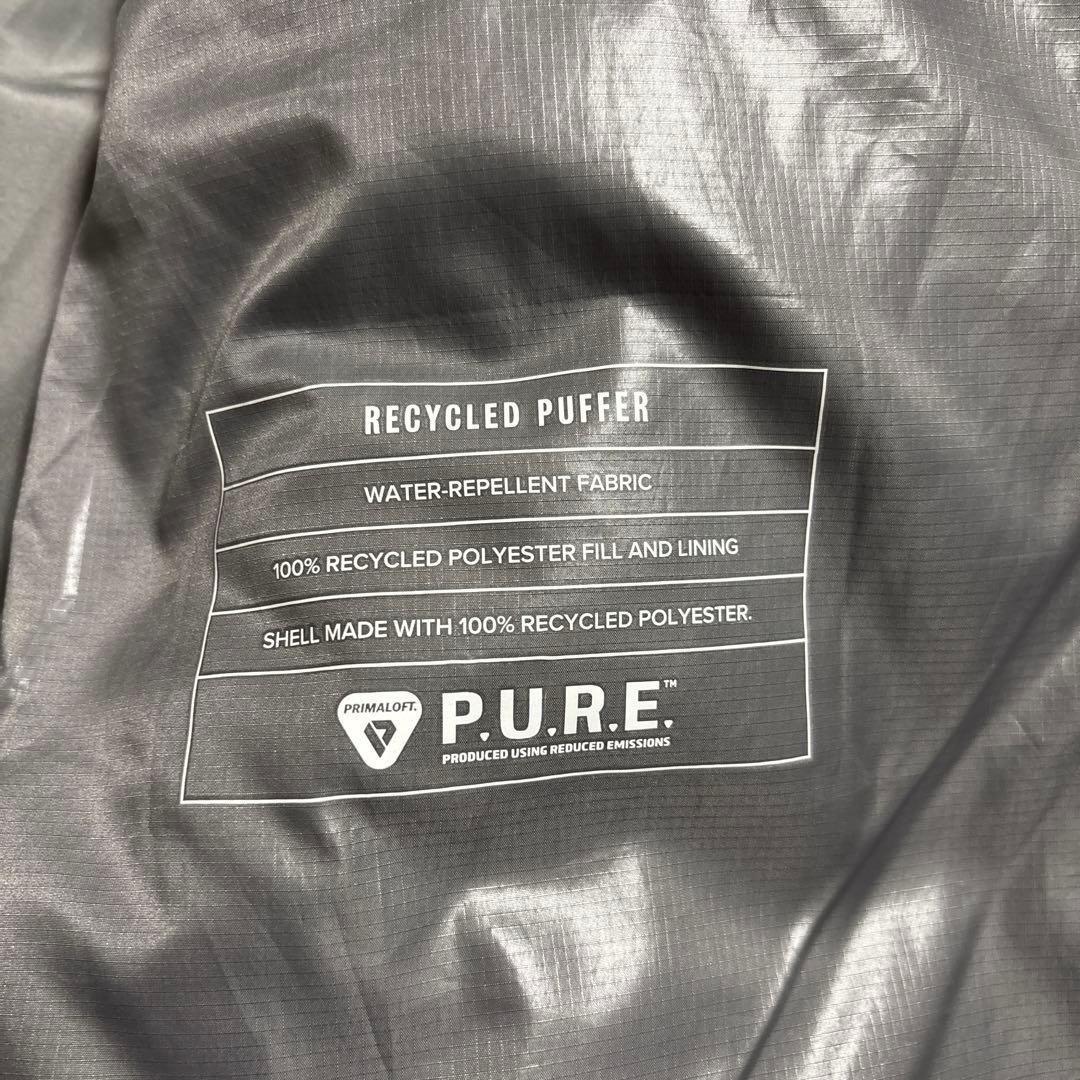 RECYCLED PUFFER
WATER-REPELLENT FABRIC
100% RECYCLED POLYESTER FILL AND LINING
SHELL MADE WITH 100% RECYCLED POLYESTER.
PRIMALOFT.
P.U.R.E.™
PRODUCED USING REDUCED EMISSIONS